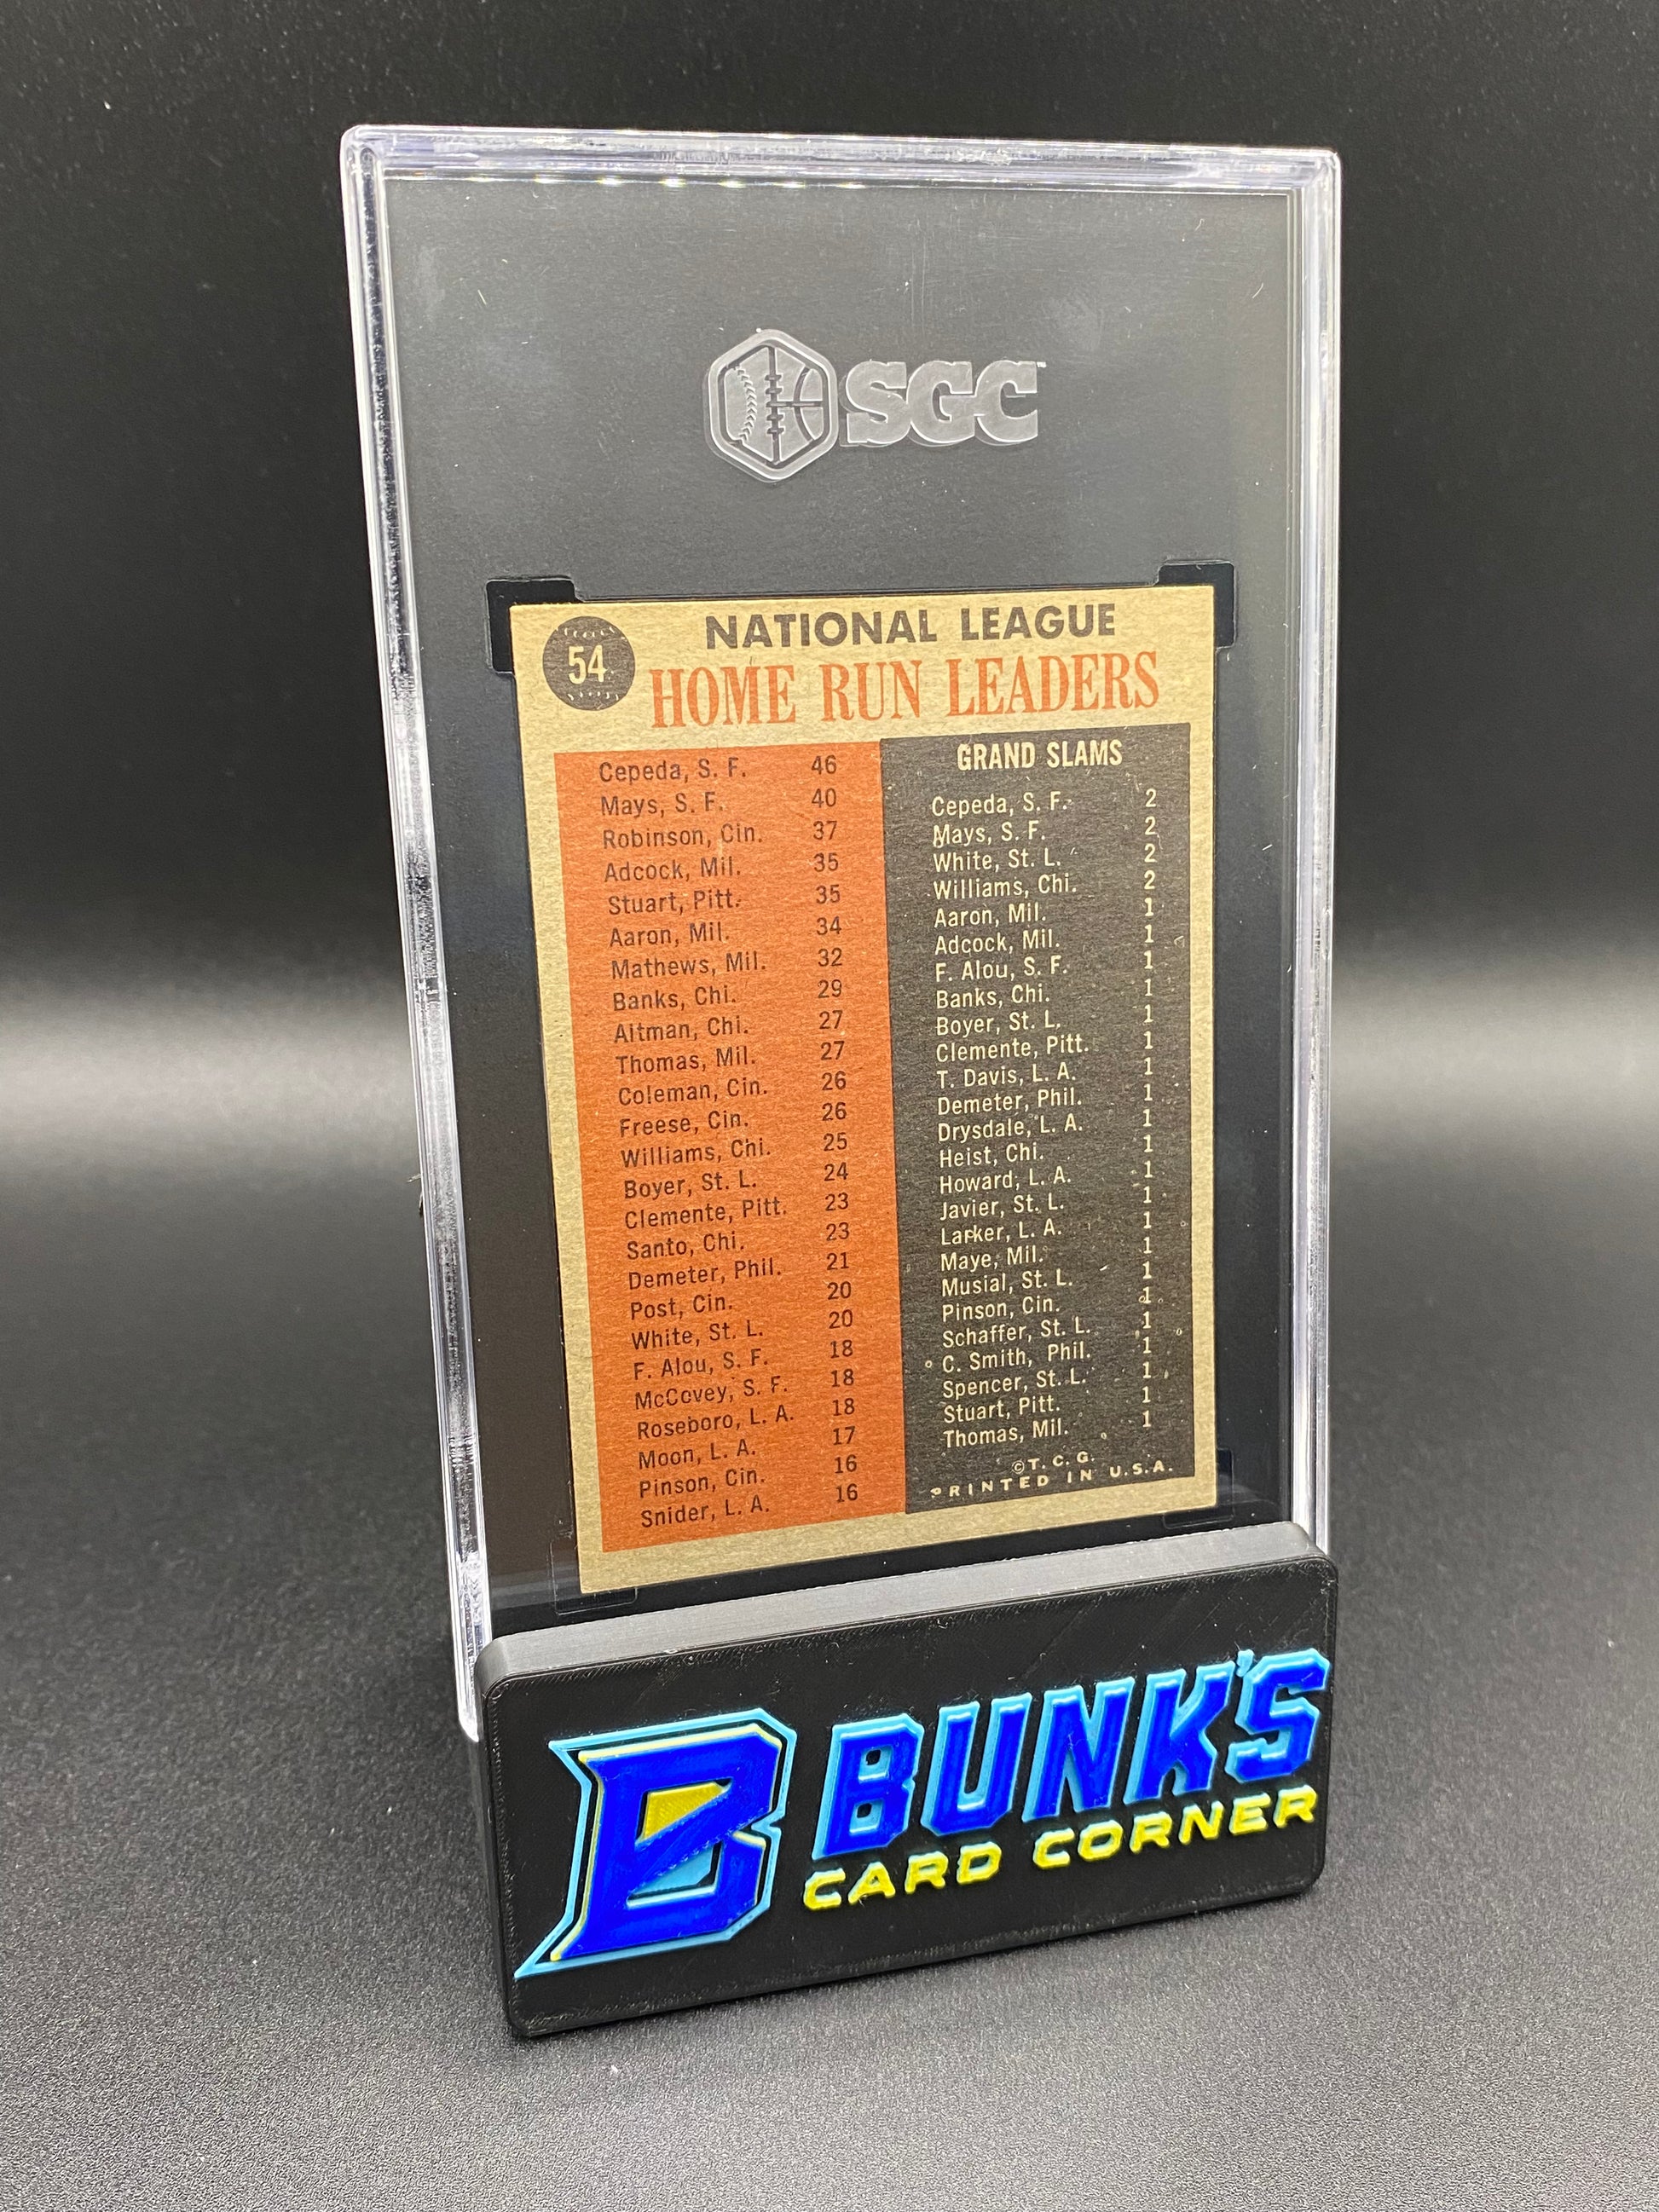 SGC
54
NATIONAL LEAGUE
HOME RUN LEADERS
Cepeda, S. F. 46
Mays, S. F. 40
Robinson, Cin. 37
Adcock, Mil. 35
Stuart, Pitt. 35
Aaron, Mil. 34
Mathews, Mil. 32
Banks, Chi. 29
Altman, Chi. 27
Thomas, Mil. 27
Coleman, Cin. 26
Freese, Cin. 26
Williams, Chi. 25
Boyer, St. L. 24
Clemente, Pitt. 23
Santo, Chi. 23
Demeter, Phil. 21
Post, Cin. 20
White, St. L. 20
F. Alou, S. F. 18
McCovey, S. F. 18
Roseboro, L. A. 18
Moon, L. A. 17
Pinson, Cin. 16
Snider, L. A. 16
GRAND SLAMS
Cepeda, S. F. 2
Mays, S. F. 2
White, St. L. 2
Williams, Chi. 2
Aaron, Mil. 1
Adcock, Mil. 1
F. Alou, S. F. 1
Banks, Chi. 1
Boyer, St. L. 1
Clemente, Pitt. 1
T. Davis, L. A. 1
Demeter, Phil. 1
Drysdale, L. A. 1
Heist, Chi. 1
Howard, L. A. 1
Javier, St. L. 1
Larker, L. A. 1
Maye, Mil. 1
Musial, St. L. 1
Pinson, Cin. 1
Schaffer, St. L. 1
C. Smith, Phil. 1
Spencer, St. L. 1
Stuart, Pitt. 1
Thomas, Mil. 1
©T. C. G.
PRINTED IN U.S.A.
B BUNK'S
CARD CORNER